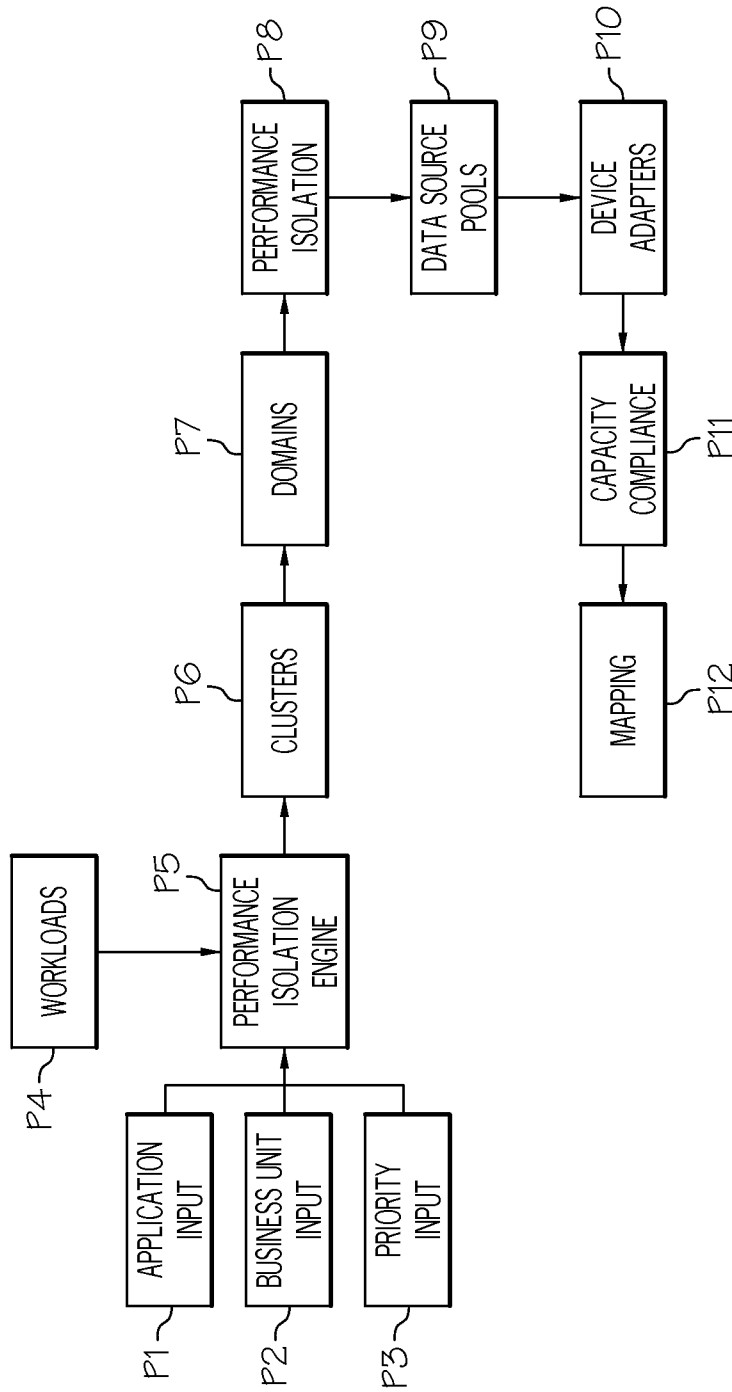 P1
APPLICATION
INPUT
P2
BUSINESS UNIT
INPUT
P3
PRIORITY
INPUT
P4
WORKLOADS
P5
PERFORMANCE
ISOLATION
ENGINE
P6
CLUSTERS
P7
DOMAINS
P8
PERFORMANCE
ISOLATION
P9
DATA SOURCE
POOLS
P10
DEVICE
ADAPTERS
P11
CAPACITY
COMPLIANCE
P12
MAPPING